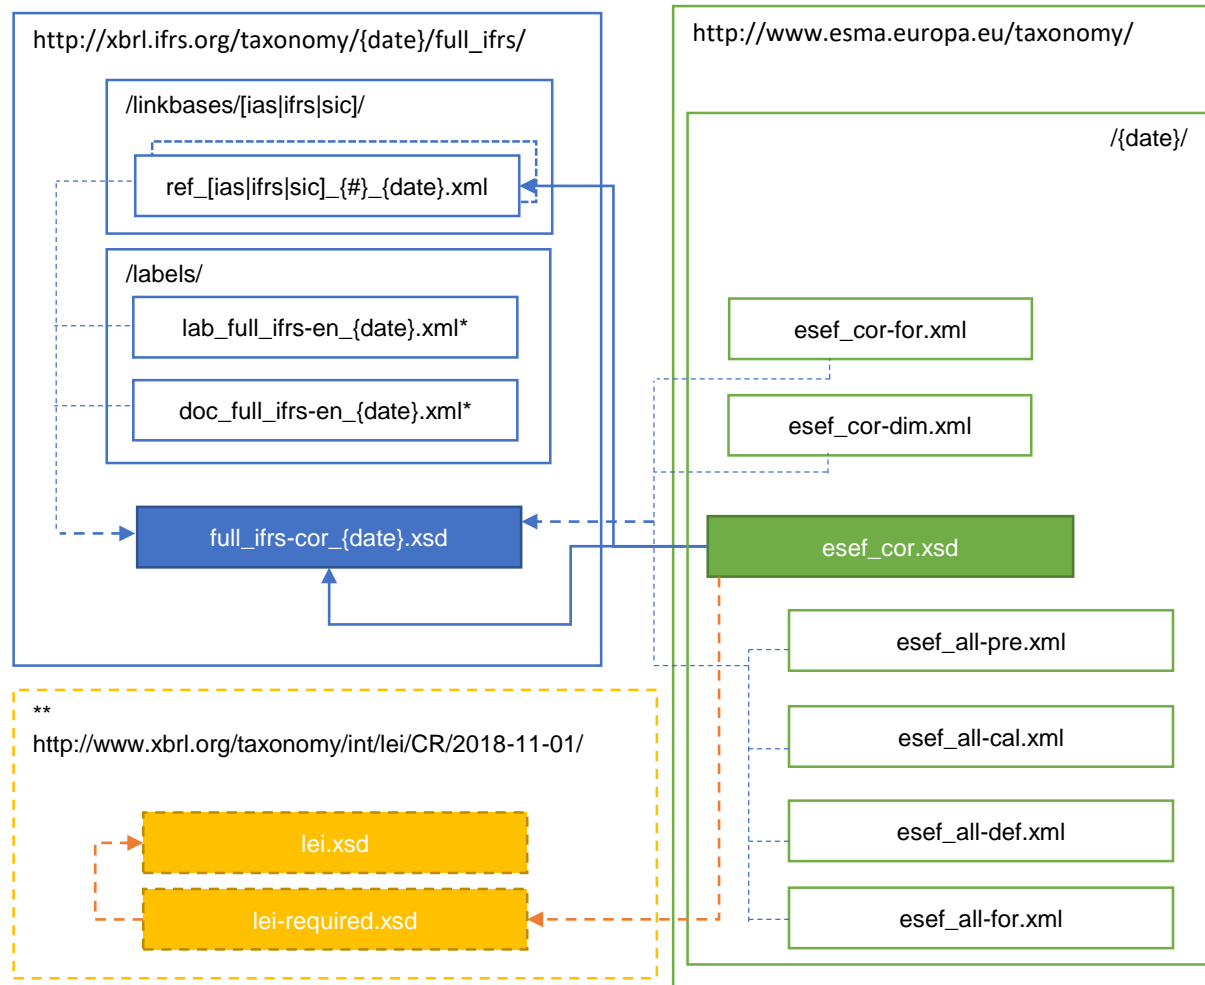 http://xbrl.ifrs.org/taxonomy/{date}/full_ifrs/
/linkbases/[ias|ifrs|sic]/
ref_[ias|ifrs|sic]_{#}_{date}.xml
/labels/
lab_full_ifrs-en_{date}.xml*
doc_full_ifrs-en_{date}.xml*
full_ifrs-cor_{date}.xsd
**
http://www.xbrl.org/taxonomy/int/lei/CR/2018-11-01/
lei.xsd
lei-required.xsd
http://www.esma.europa.eu/taxonomy/
/{date}/
esef_cor-for.xml
esef_cor-dim.xml
esef_cor.xsd
esef_all-pre.xml
esef_all-cal.xml
esef_all-def.xml
esef_all-for.xml